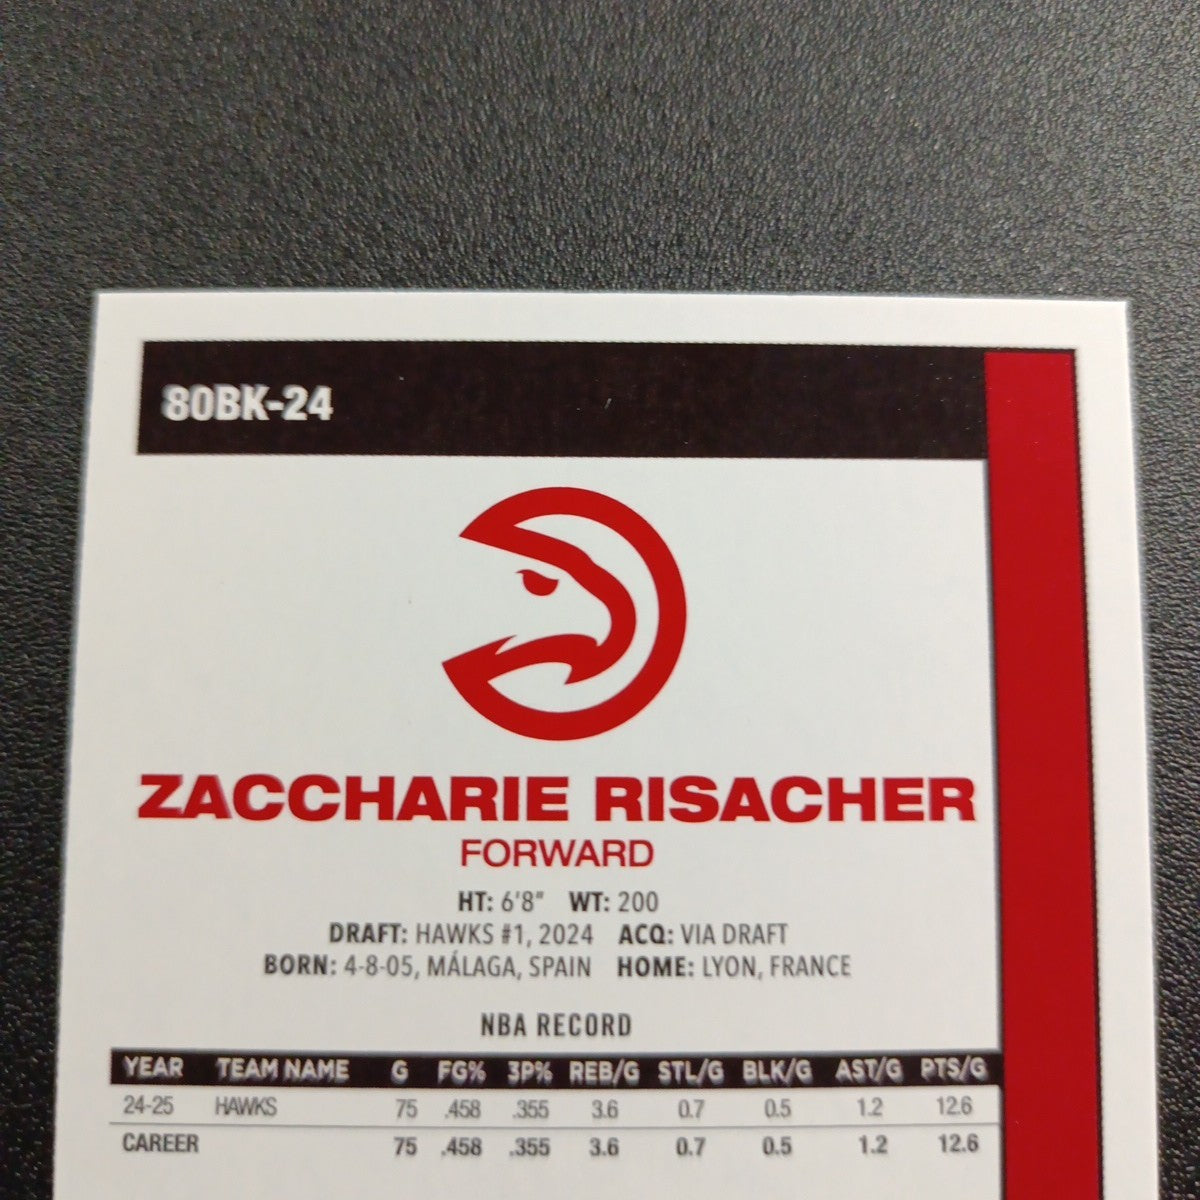 80BK-24
ZACCHARIE RISACHER
FORWARD
HT: 6'8" WT: 200
DRAFT: HAWKS #1, 2024 ACQ: VIA DRAFT
BORN: 4-8-05, MÁLAGA, SPAIN HOME: LYON, FRANCE
NBA RECORD
YEAR TEAM NAME G FG% 3P% REB/G STL/G BLK/G AST/G PTS/G
24-25 HAWKS 75 .458 .355 3.6 0.7 0.5 1.2 12.6
CAREER 75 .458 .355 3.6 0.7 0.5 1.2 12.6